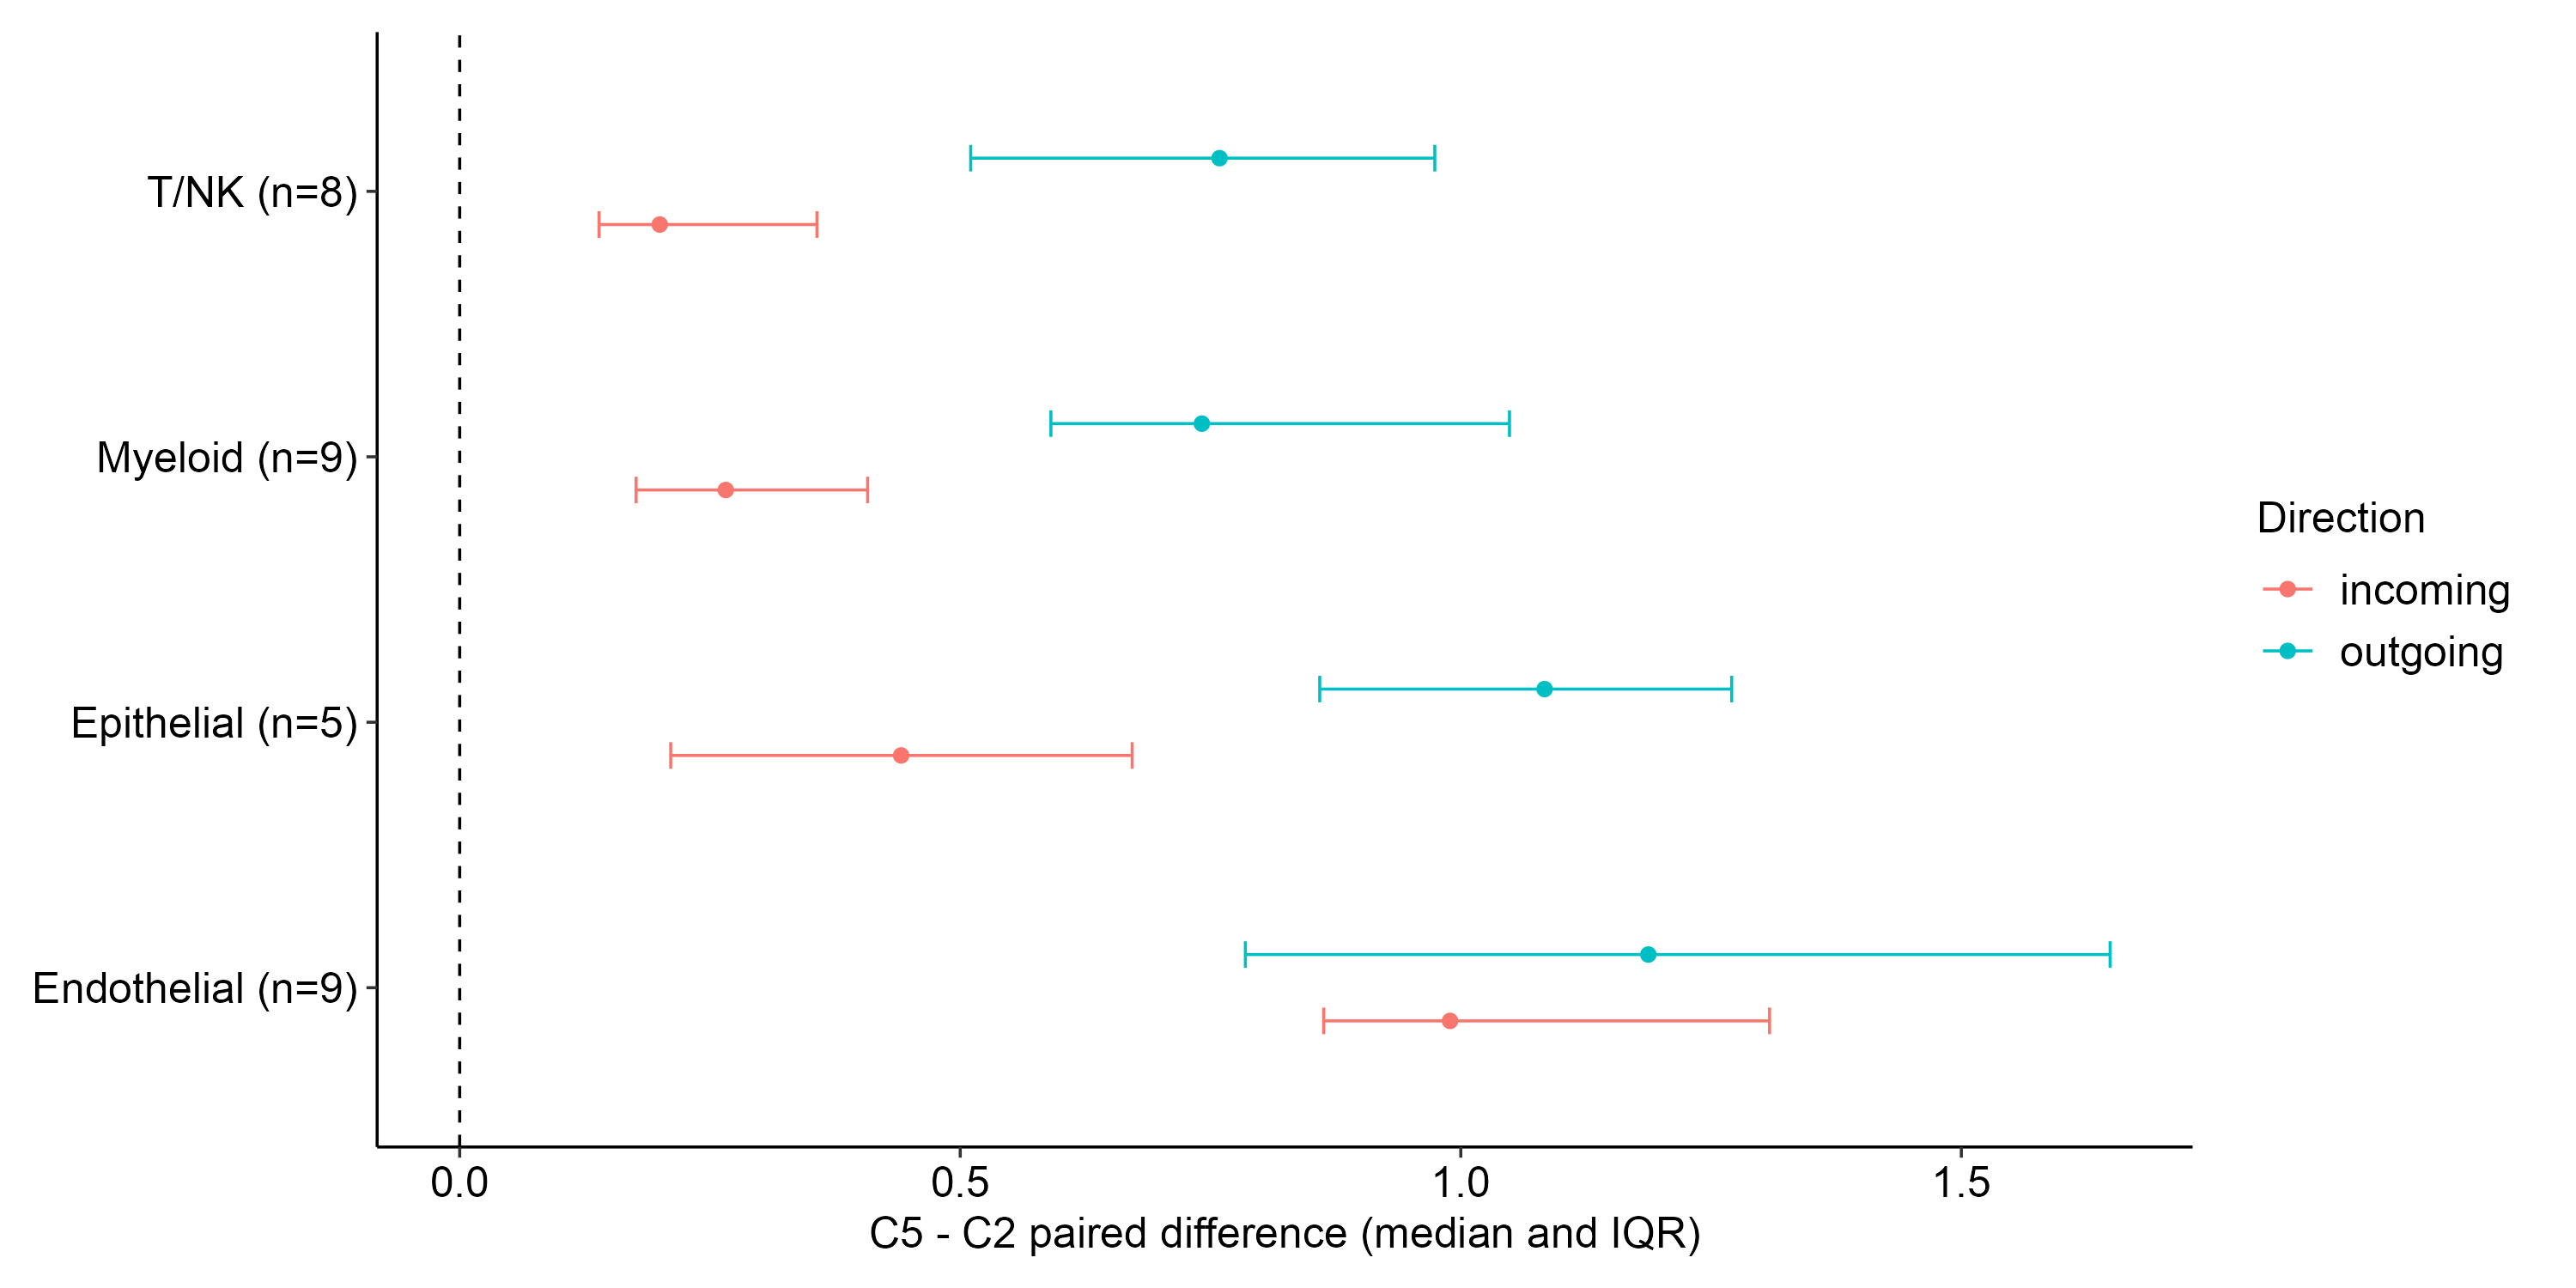 T/NK (n=8)
Myeloid (n=9)
Epithelial (n=5)
Endothelial (n=9)
0.0 0.5 1.0 1.5
C5 - C2 paired difference (median and IQR)
Direction
incoming
outgoing